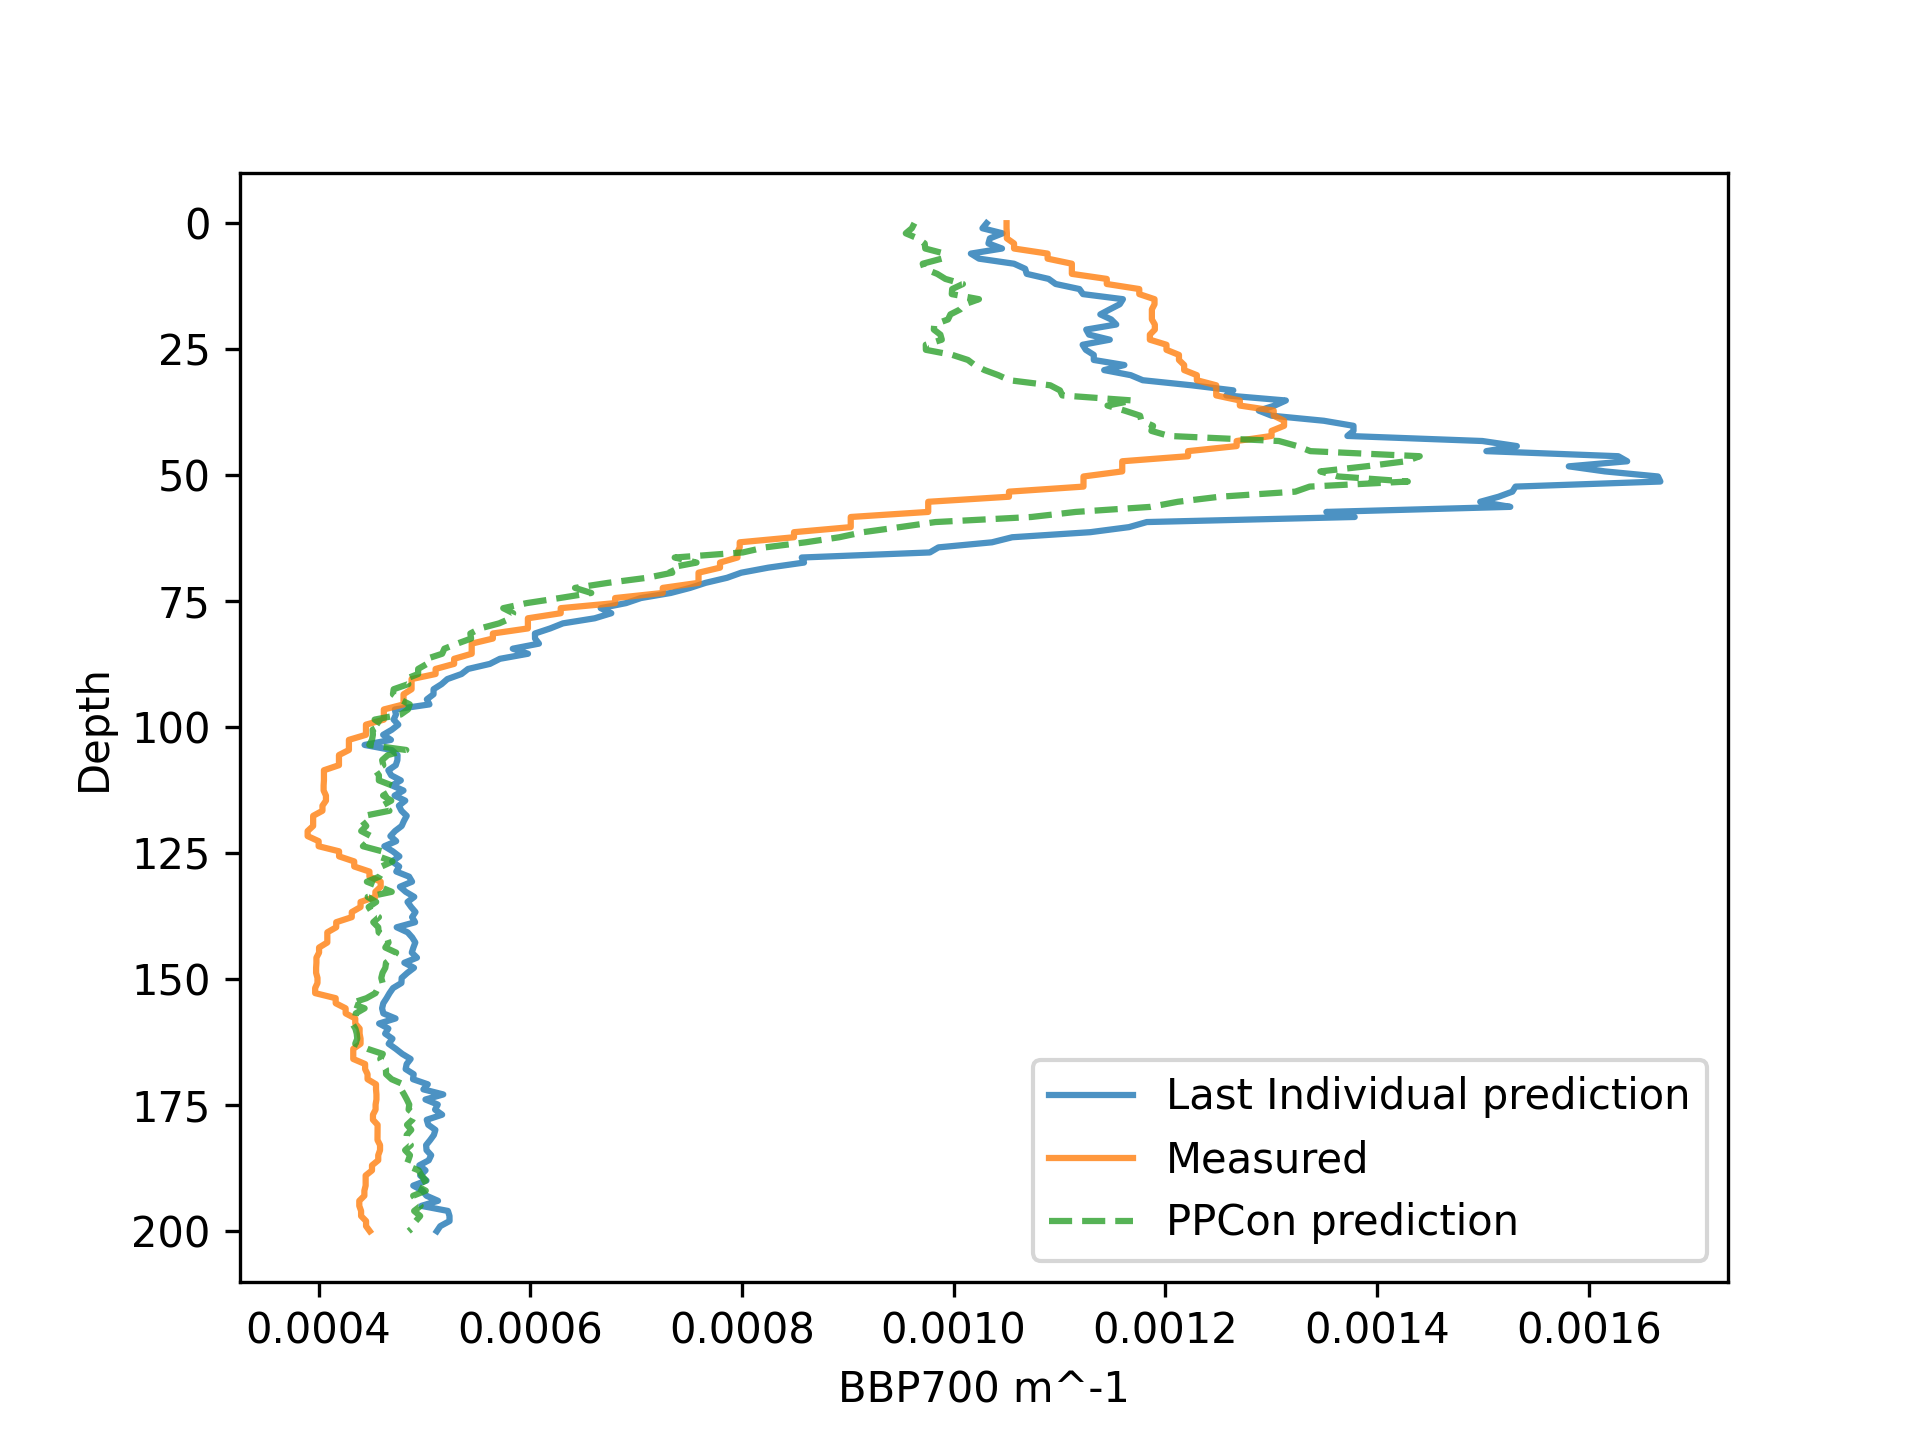 0
25
50
75
100
125
150
175
200
Depth
0.0004 0.0006 0.0008 0.0010 0.0012 0.0014 0.0016
BBP700 m^-1
Last Individual prediction
Measured
PPCon prediction